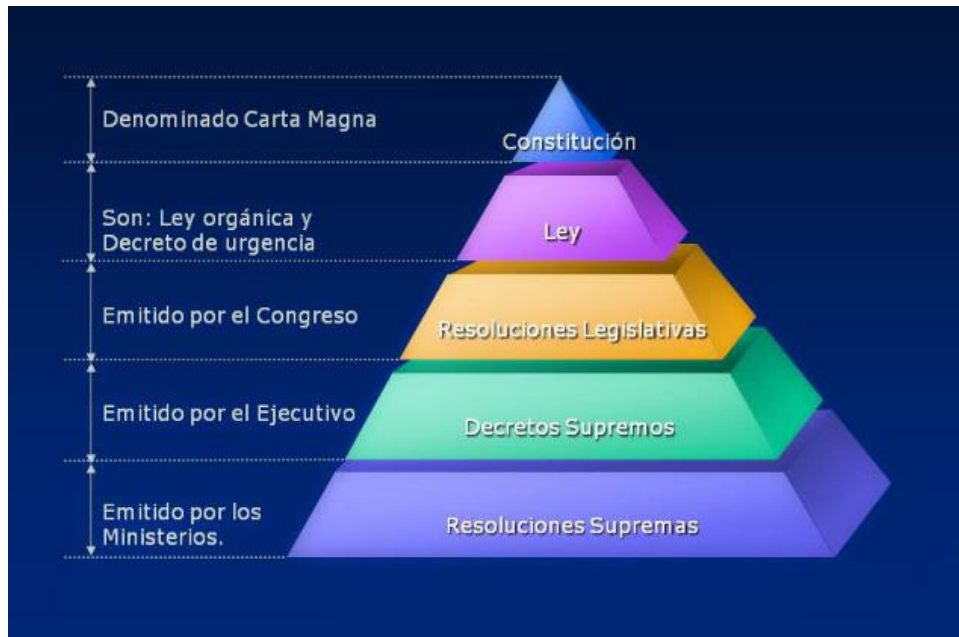 Denominado Carta Magna
Constitución
Son: Ley orgánica y
Decreto de urgencia
Ley
Emitido por el Congreso
Resoluciones Legislativas
Emitido por el Ejecutivo
Decretos Supremos
Emitido por los
Ministerios.
Resoluciones Supremas